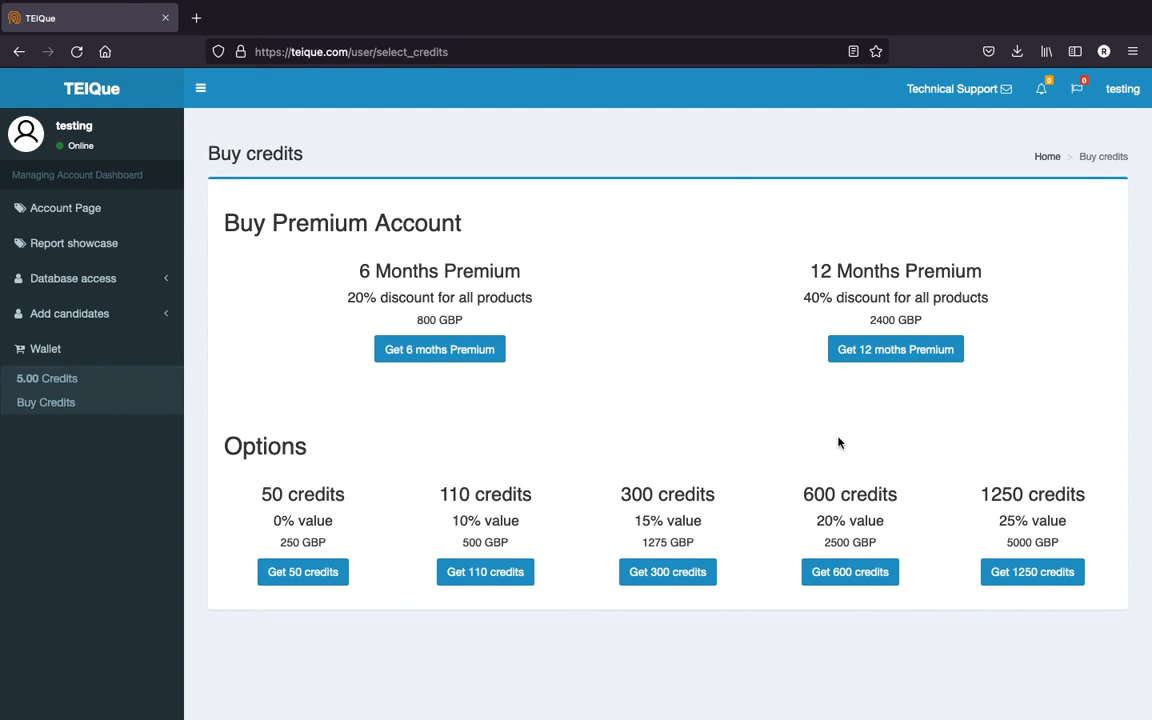 TEIQue
https://teique.com/user/select_credits
R
TEIQue
Technical Support
0
0
testing
testing
Online
Managing Account Dashboard
Account Page
Report showcase
Database access
Add candidates
Wallet
5.00 Credits
Buy Credits
Buy credits
Home > Buy credits
Buy Premium Account
6 Months Premium
20% discount for all products
800 GBP
Get 6 moths Premium
12 Months Premium
40% discount for all products
2400 GBP
Get 12 moths Premium
Options
50 credits
0% value
250 GBP
Get 50 credits
110 credits
10% value
500 GBP
Get 110 credits
300 credits
15% value
1275 GBP
Get 300 credits
600 credits
20% value
2500 GBP
Get 600 credits
1250 credits
25% value
5000 GBP
Get 1250 credits